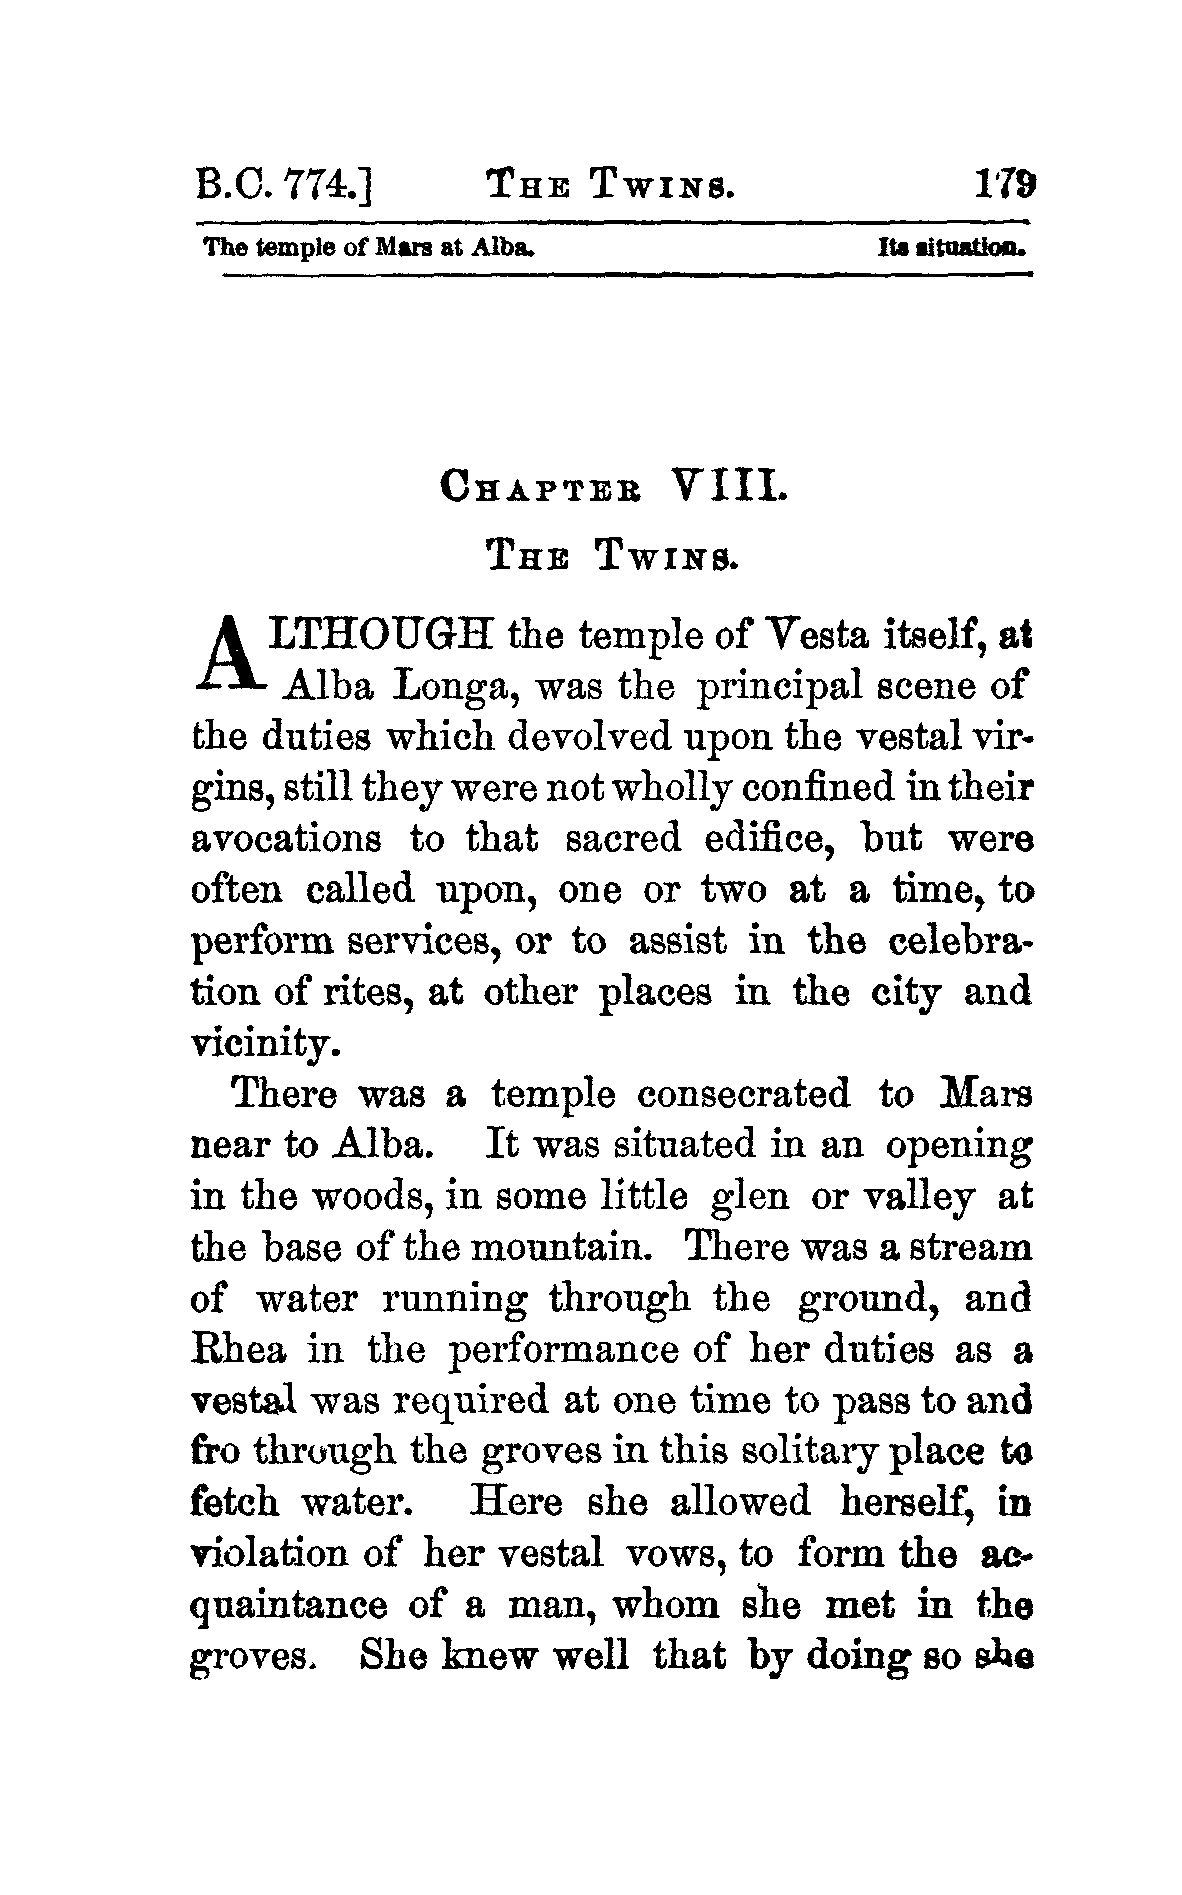 B.C. 774.] The Twins. 179
The temple of Mars at Alba. Its situation.
Chapter VIII.
The Twins.
ALTHOUGH the temple of Vesta itself, at
Alba Longa, was the principal scene of
the duties which devolved upon the vestal vir-
gins, still they were not wholly confined in their
avocations to that sacred edifice, but were
often called upon, one or two at a time, to
perform services, or to assist in the celebra-
tion of rites, at other places in the city and
vicinity.
There was a temple consecrated to Mars
near to Alba. It was situated in an opening
in the woods, in some little glen or valley at
the base of the mountain. There was a stream
of water running through the ground, and
Rhea in the performance of her duties as a
vestal was required at one time to pass to and
fro through the groves in this solitary place to
fetch water. Here she allowed herself, in
violation of her vestal vows, to form the ac-
quaintance of a man, whom she met in the
groves. She knew well that by doing so she